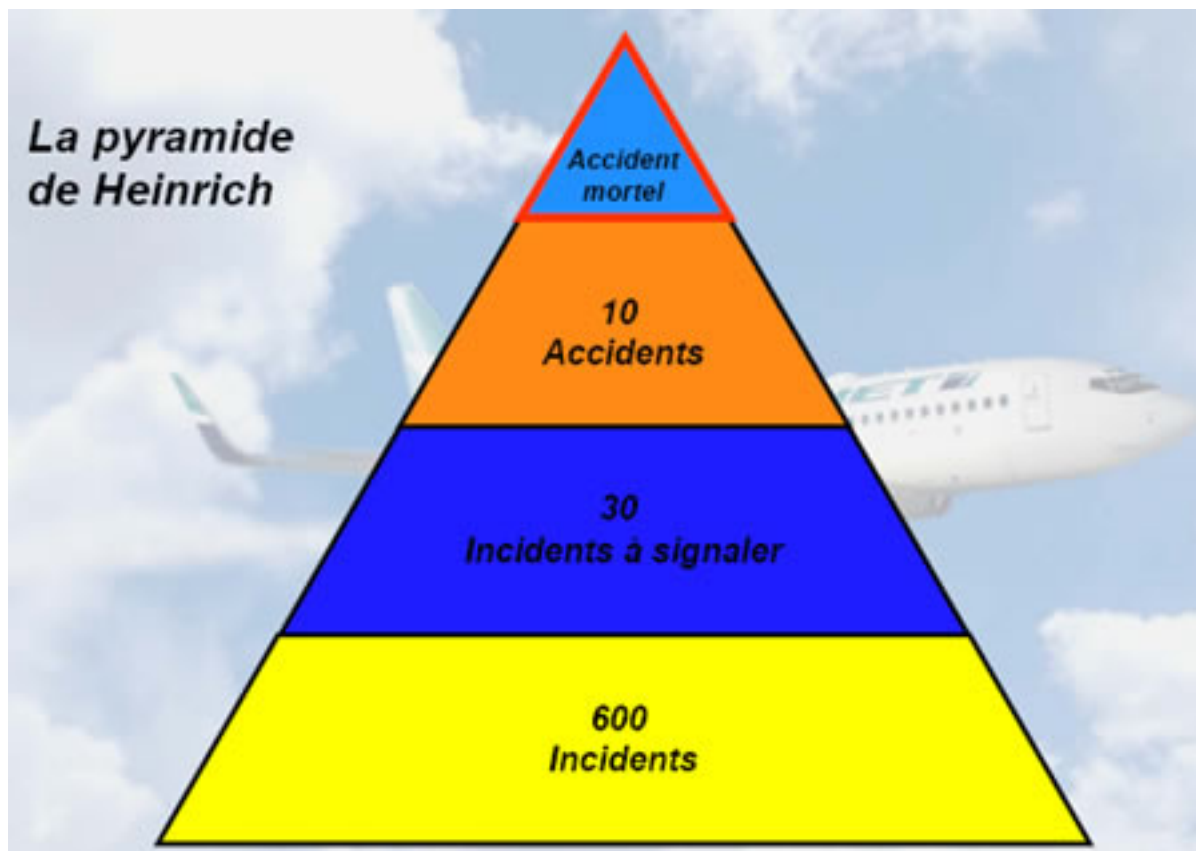 La pyramide
de Heinrich
Accident
mortel
10
Accidents
30
Incidents à signaler
600
Incidents